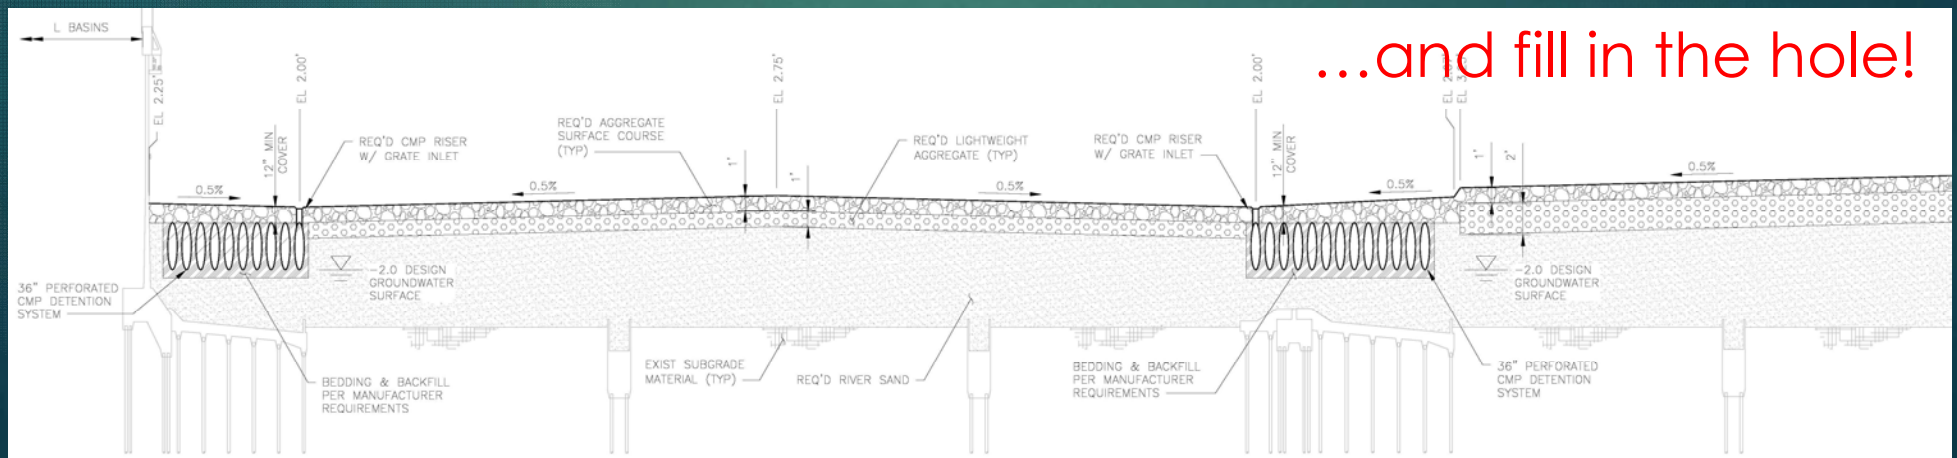 …and fill in the hole!
L BASINS
EL 2.25'
EL 2.00'
EL 2.75'
EL 2.00'
12" MIN
COVER
REQ'D CMP RISER
W/ GRATE INLET
REQ'D AGGREGATE
SURFACE COURSE
(TYP)
1'
1'
REQ'D LIGHTWEIGHT
AGGREGATE (TYP)
REQ'D CMP RISER
W/ GRATE INLET
12" MIN
COVER
1'
2'
0.5%
0.5%
0.5%
0.5%
0.5%
36" PERFORATED
CMP DETENTION
SYSTEM
-2.0 DESIGN
GROUNDWATER
SURFACE
-2.0 DESIGN
GROUNDWATER
SURFACE
BEDDING & BACKFILL
PER MANUFACTURER
REQUIREMENTS
EXIST SUBGRADE
MATERIAL (TYP)
REQ'D RIVER SAND
BEDDING & BACKFILL
PER MANUFACTURER
REQUIREMENTS
36" PERFORATED
CMP DETENTION
SYSTEM